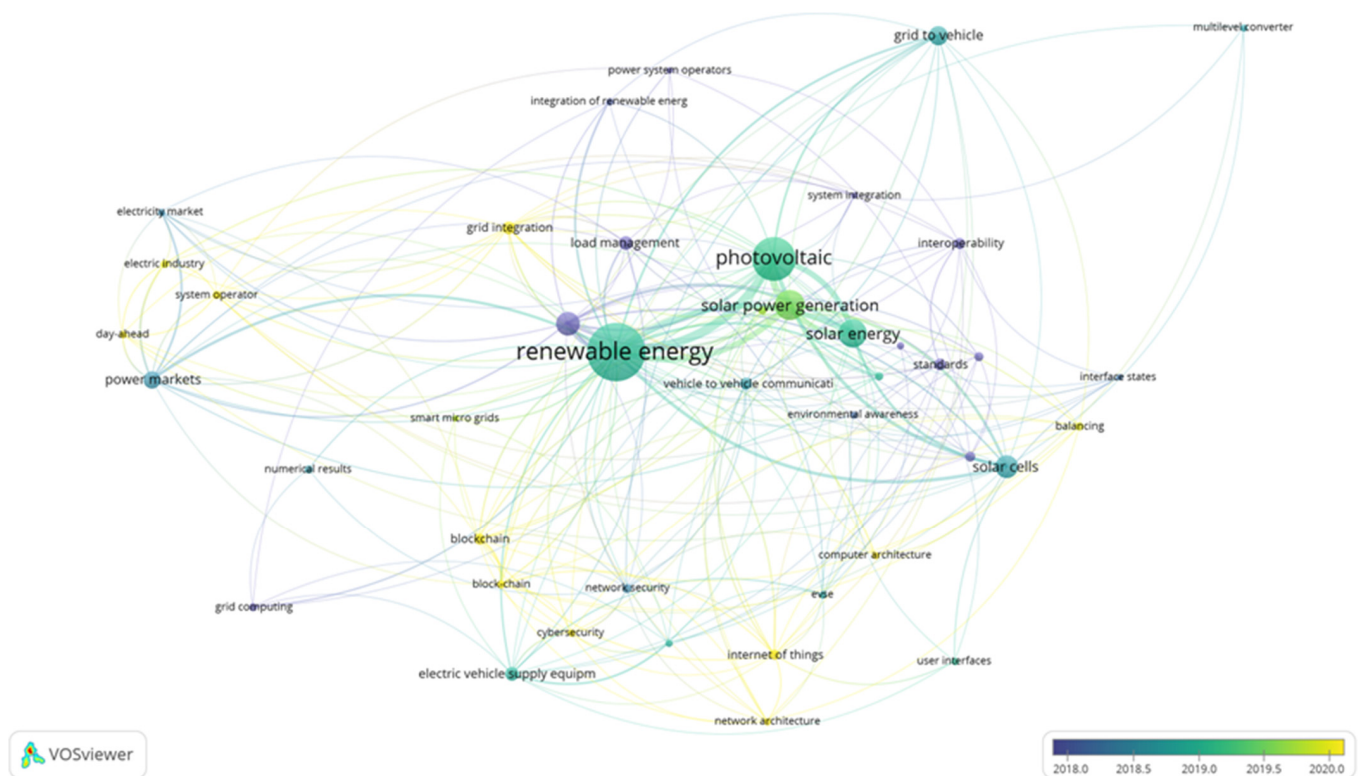 grid to vehicle
multilevel converter
power system operators
integration of renewable energ
system integration
electricity market
grid integration
load management
interoperability
photovoltaic
electric industry
system operator
solar power generation
day-ahead
solar energy
renewable energy
standards
power markets
vehicle to vehicle communicati
interface states
smart micro grids
environmental awareness
balancing
numerical results
solar cells
blockchain
computer architecture
block-chain
network security
evse
grid computing
cybersecurity
internet of things
user interfaces
electric vehicle supply equipm
network architecture
VOSviewer
2018.0 2018.5 2019.0 2019.5 2020.0